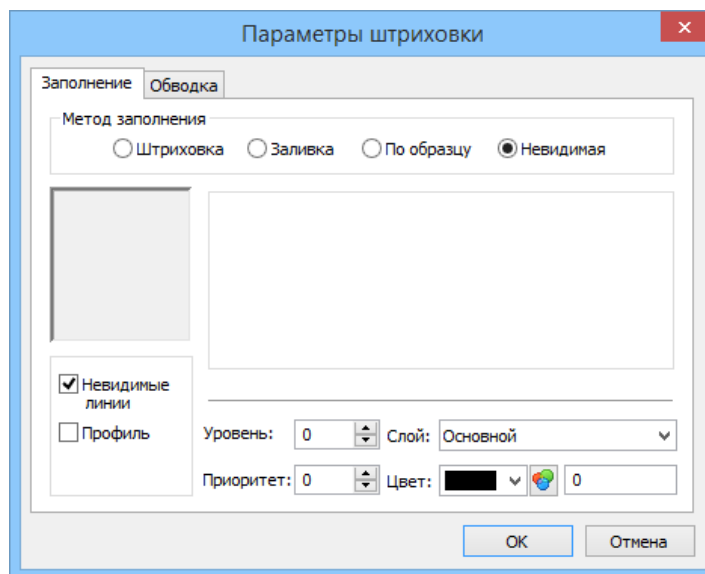 Параметры штриховки
Заполнение Обводка
Метод заполнения
Штриховка Заливка По образцу Невидимая
Невидимые
линии
Профиль Уровень: 0 Слой: Основной
Приоритет: 0 Цвет: 0
ОК Отмена